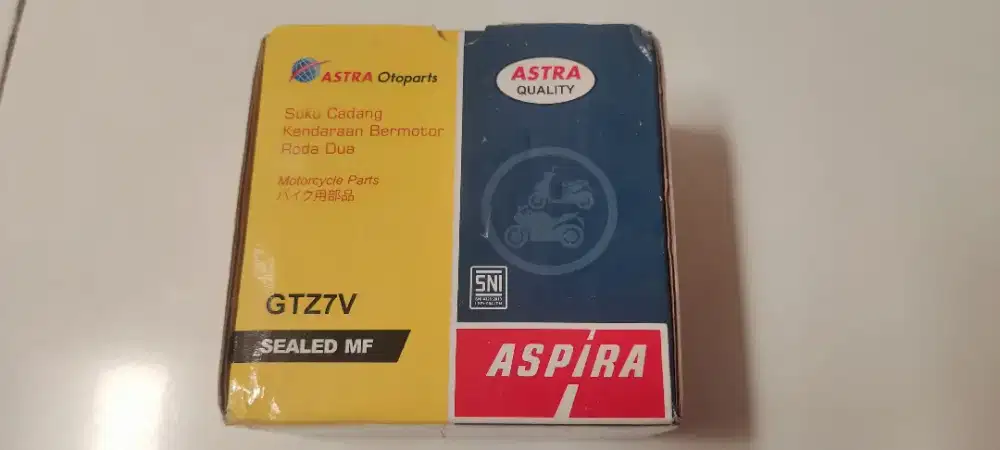 ASTRA Otoparts
Suku Cadang
Kendaraan Bermotor
Roda Dua
Motorcycle Parts
バイク用部品
GTZ7V
SEALED MF
ASTRA
QUALITY
SNI
ASPIRA